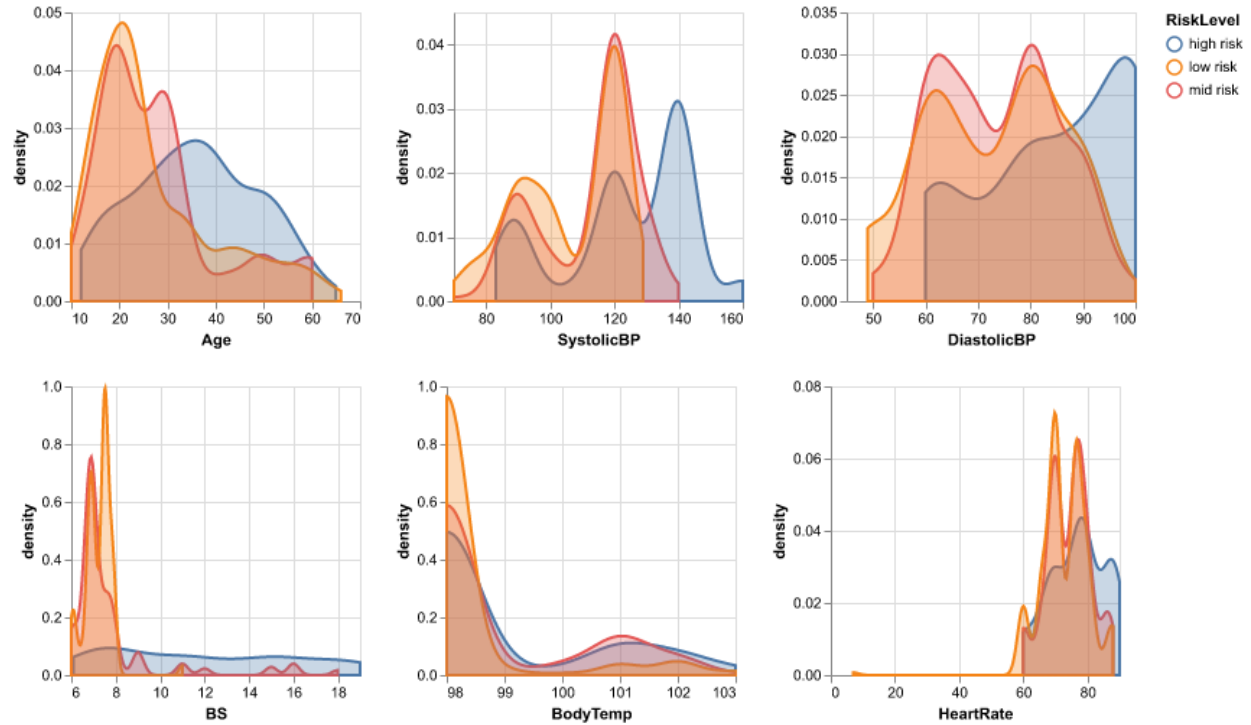 0.05
0.04
0.03
0.02
0.01
0.00
density
10 20 30 40 50 60 70
Age
0.04
0.03
0.02
0.01
0.00
density
80 100 120 140 160
SystolicBP
0.035
0.030
0.025
0.020
0.015
0.010
0.005
0.000
density
50 60 70 80 90 100
DiastolicBP
RiskLevel
high risk
low risk
mid risk
1.0
0.8
0.6
0.4
0.2
0.0
density
6 8 10 12 14 16 18
BS
1.0
0.8
0.6
0.4
0.2
0.0
density
98 99 100 101 102 103
BodyTemp
0.08
0.06
0.04
0.02
0.00
density
0 20 40 60 80
HeartRate